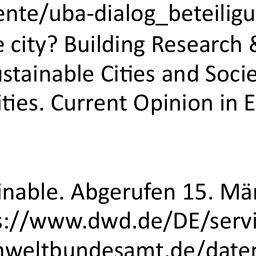 ente/uba-dialog_beteiligu
city? Building Research &
ustainable Cities and Socie
ities. Current Opinion in E
inable. Abgerufen 15. Mär
s://www.dwd.de/DE/servi
nweltbundesamt.de/daten